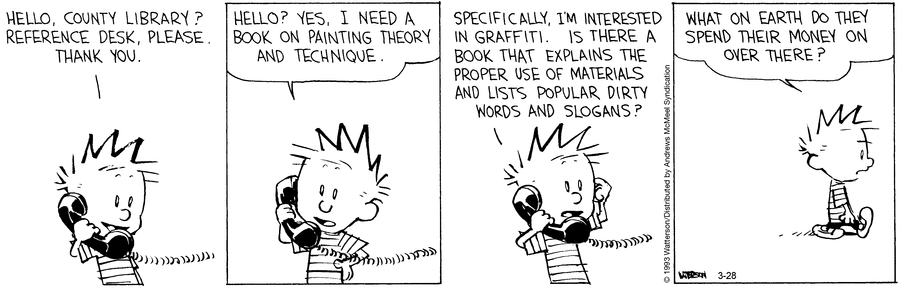 HELLO, COUNTY LIBRARY?
REFERENCE DESK, PLEASE.
THANK YOU.
HELLO? YES, I NEED A
BOOK ON PAINTING THEORY
AND TECHNIQUE.
SPECIFICALLY, I'M INTERESTED
IN GRAFFITI. IS THERE A
BOOK THAT EXPLAINS THE
PROPER USE OF MATERIALS
AND LISTS POPULAR DIRTY
WORDS AND SLOGANS?
© 1993 Watterson/Distributed by Andrews McMeel Syndication
WHAT ON EARTH DO THEY
SPEND THEIR MONEY ON
OVER THERE?
WATTERSON 3-28